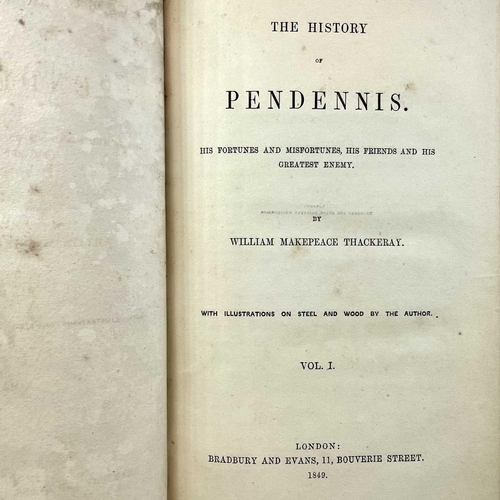 THE HISTORY
OF
PENDENNIS.
HIS FORTUNES AND MISFORTUNES, HIS FRIENDS AND HIS
GREATEST ENEMY.
BY
WILLIAM MAKEPEACE THACKERAY.
WITH ILLUSTRATIONS ON STEEL AND WOOD BY THE AUTHOR.
VOL. I.
LONDON:
BRADBURY AND EVANS, 11, BOUVERIE STREET.
1849.